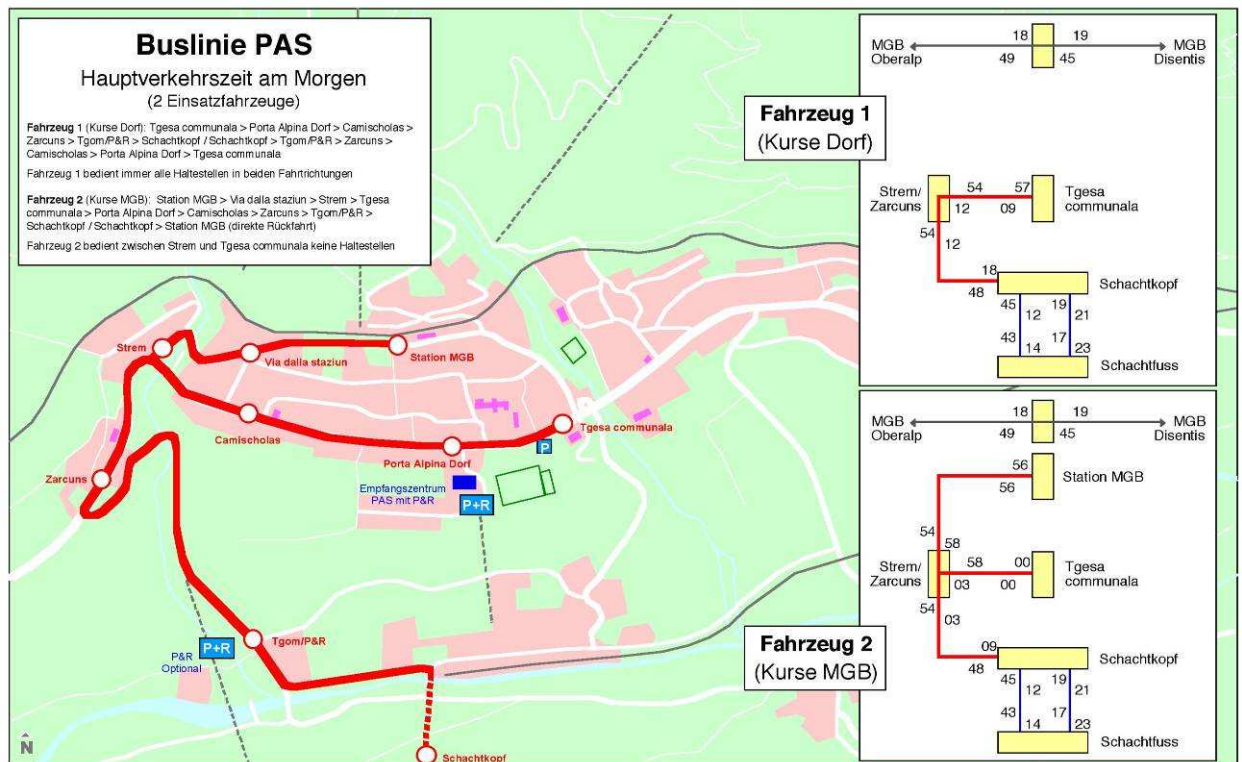 Buslinie PAS
Hauptverkehrszeit am Morgen
(2 Einsatzfahrzeuge)
Fahrzeug 1 (Kurse Dorf): Tgesa communala > Porta Alpina Dorf > Camischolas >
Zarcuns > Tgom/P&R > Schachtkopf / Schachtkopf > Tgom/P&R > Zarcuns >
Camischolas > Porta Alpina Dorf > Tgesa communala
Fahrzeug 1 bedient immer alle Haltestellen in beiden Fahrtrichtungen
Fahrzeug 2 (Kurse MGB): Station MGB > Via dalla staziun > Strem > Tgesa
communala > Porta Alpina Dorf > Camischolas > Zarcuns > Tgom/P&R >
Schachtkopf / Schachtkopf > Station MGB (direkte Rückfahrt)
Fahrzeug 2 bedient zwischen Strem und Tgesa communala keine Haltestellen
Strem
Via dalla staziun
Station MGB
Camischolas
Tgesa communala
Porta Alpina Dorf
P
Zarcuns
Empfangszentrum
PAS mit P&R
P+R
Tgom/P&R
P+R
P&R
Optional
Schachtkopf
N
Fahrzeug 1
(Kurse Dorf)
18 19
MGB
Oberalp
MGB
Disentis
49 45
Strem/
Zarcuns
54 57
12 09
Tgesa
communala
54
12
18
48
Schachtkopf
45 19
12 21
43 17
14 23
Schachtfuss
Fahrzeug 2
(Kurse MGB)
18 19
MGB
Oberalp
MGB
Disentis
49 45
56
56
Station MGB
54
58
Strem/
Zarcuns
58 00
03 00
Tgesa
communala
54
03
09
48
Schachtkopf
45 19
12 21
43 17
14 23
Schachtfuss